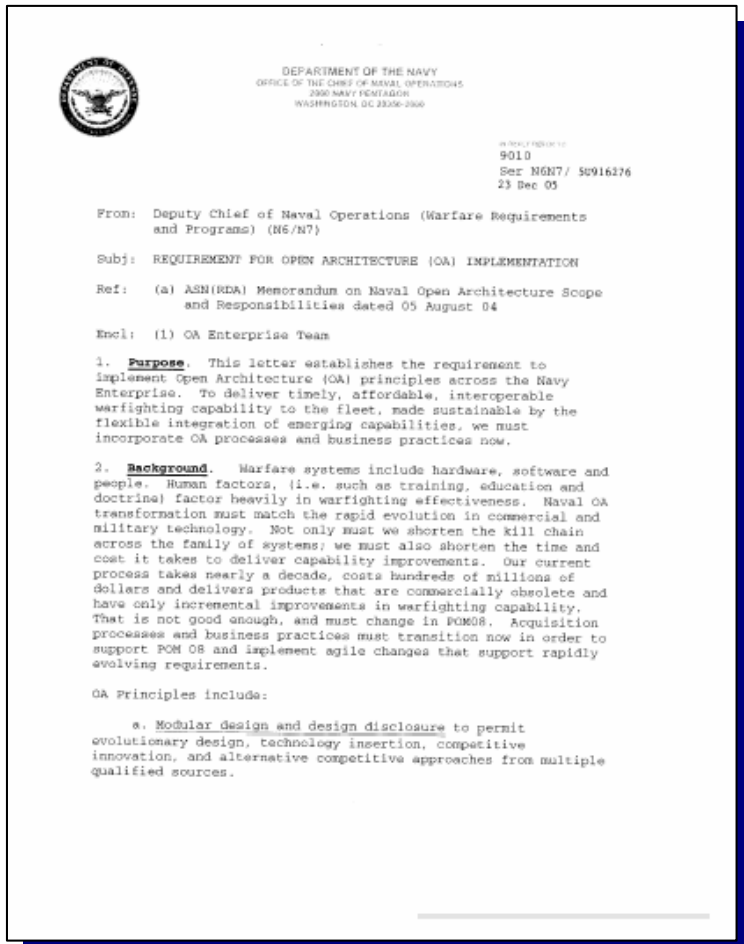 DEPARTMENT OF THE NAVY
OFFICE OF THE CHIEF OF NAVAL OPERATIONS
2000 NAVY PENTAGON
WASHINGTON, DC 20350-2000
IN REPLY REFER TO
9010
Ser N6N7/ 5U916276
23 Dec 05
From: Deputy Chief of Naval Operations (Warfare Requirements
and Programs) (N6/N7)
Subj: REQUIREMENT FOR OPEN ARCHITECTURE (OA) IMPLEMENTATION
Ref: (a) ASN(RDA) Memorandum on Naval Open Architecture Scope
and Responsibilities dated 05 August 04
Encl: (1) OA Enterprise Team
1. Purpose. This letter establishes the requirement to
implement Open Architecture (OA) principles across the Navy
Enterprise. To deliver timely, affordable, interoperable
warfighting capability to the fleet, made sustainable by the
flexible integration of emerging capabilities, we must
incorporate OA processes and business practices now.
2. Background. Warfare systems include hardware, software and
people. Human factors, (i.e. such as training, education and
doctrine) factor heavily in warfighting effectiveness. Naval OA
transformation must match the rapid evolution in commercial and
military technology. Not only must we shorten the kill chain
across the family of systems; we must also shorten the time and
cost it takes to deliver capability improvements. Our current
process takes nearly a decade, costs hundreds of millions of
dollars and delivers products that are commercially obsolete and
have only incremental improvements in warfighting capability.
That is not good enough, and must change in POM08. Acquisition
processes and business practices must transition now in order to
support POM 08 and implement agile changes that support rapidly
evolving requirements.
OA Principles include:
a. Modular design and design disclosure to permit
evolutionary design, technology insertion, competitive
innovation, and alternative competitive approaches from multiple
qualified sources.